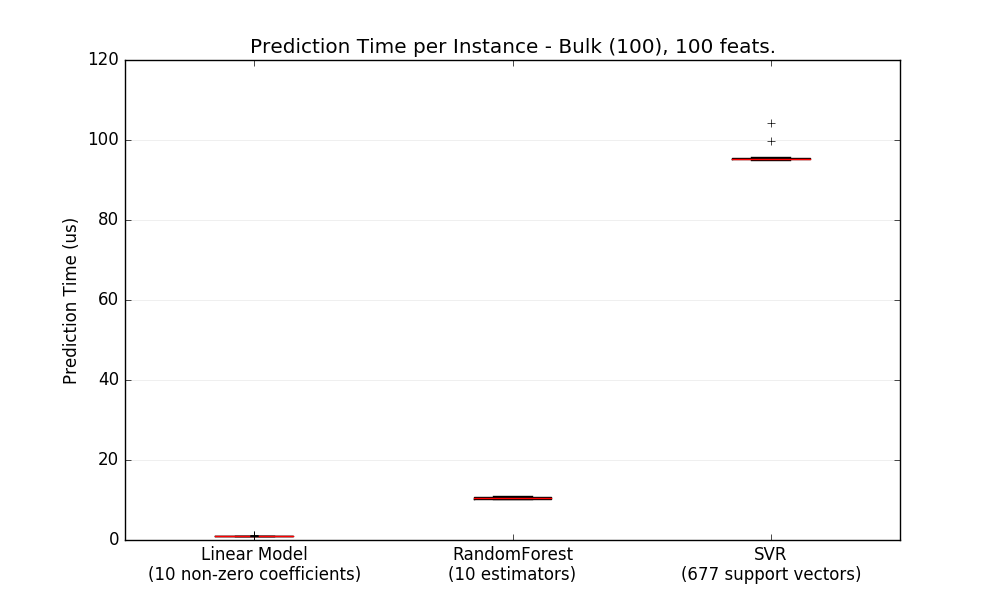 Prediction Time per Instance - Bulk (100), 100 feats.
120
100
80
60
40
20
0
Prediction Time (us)
Linear Model
(10 non-zero coefficients)
RandomForest
(10 estimators)
SVR
(677 support vectors)